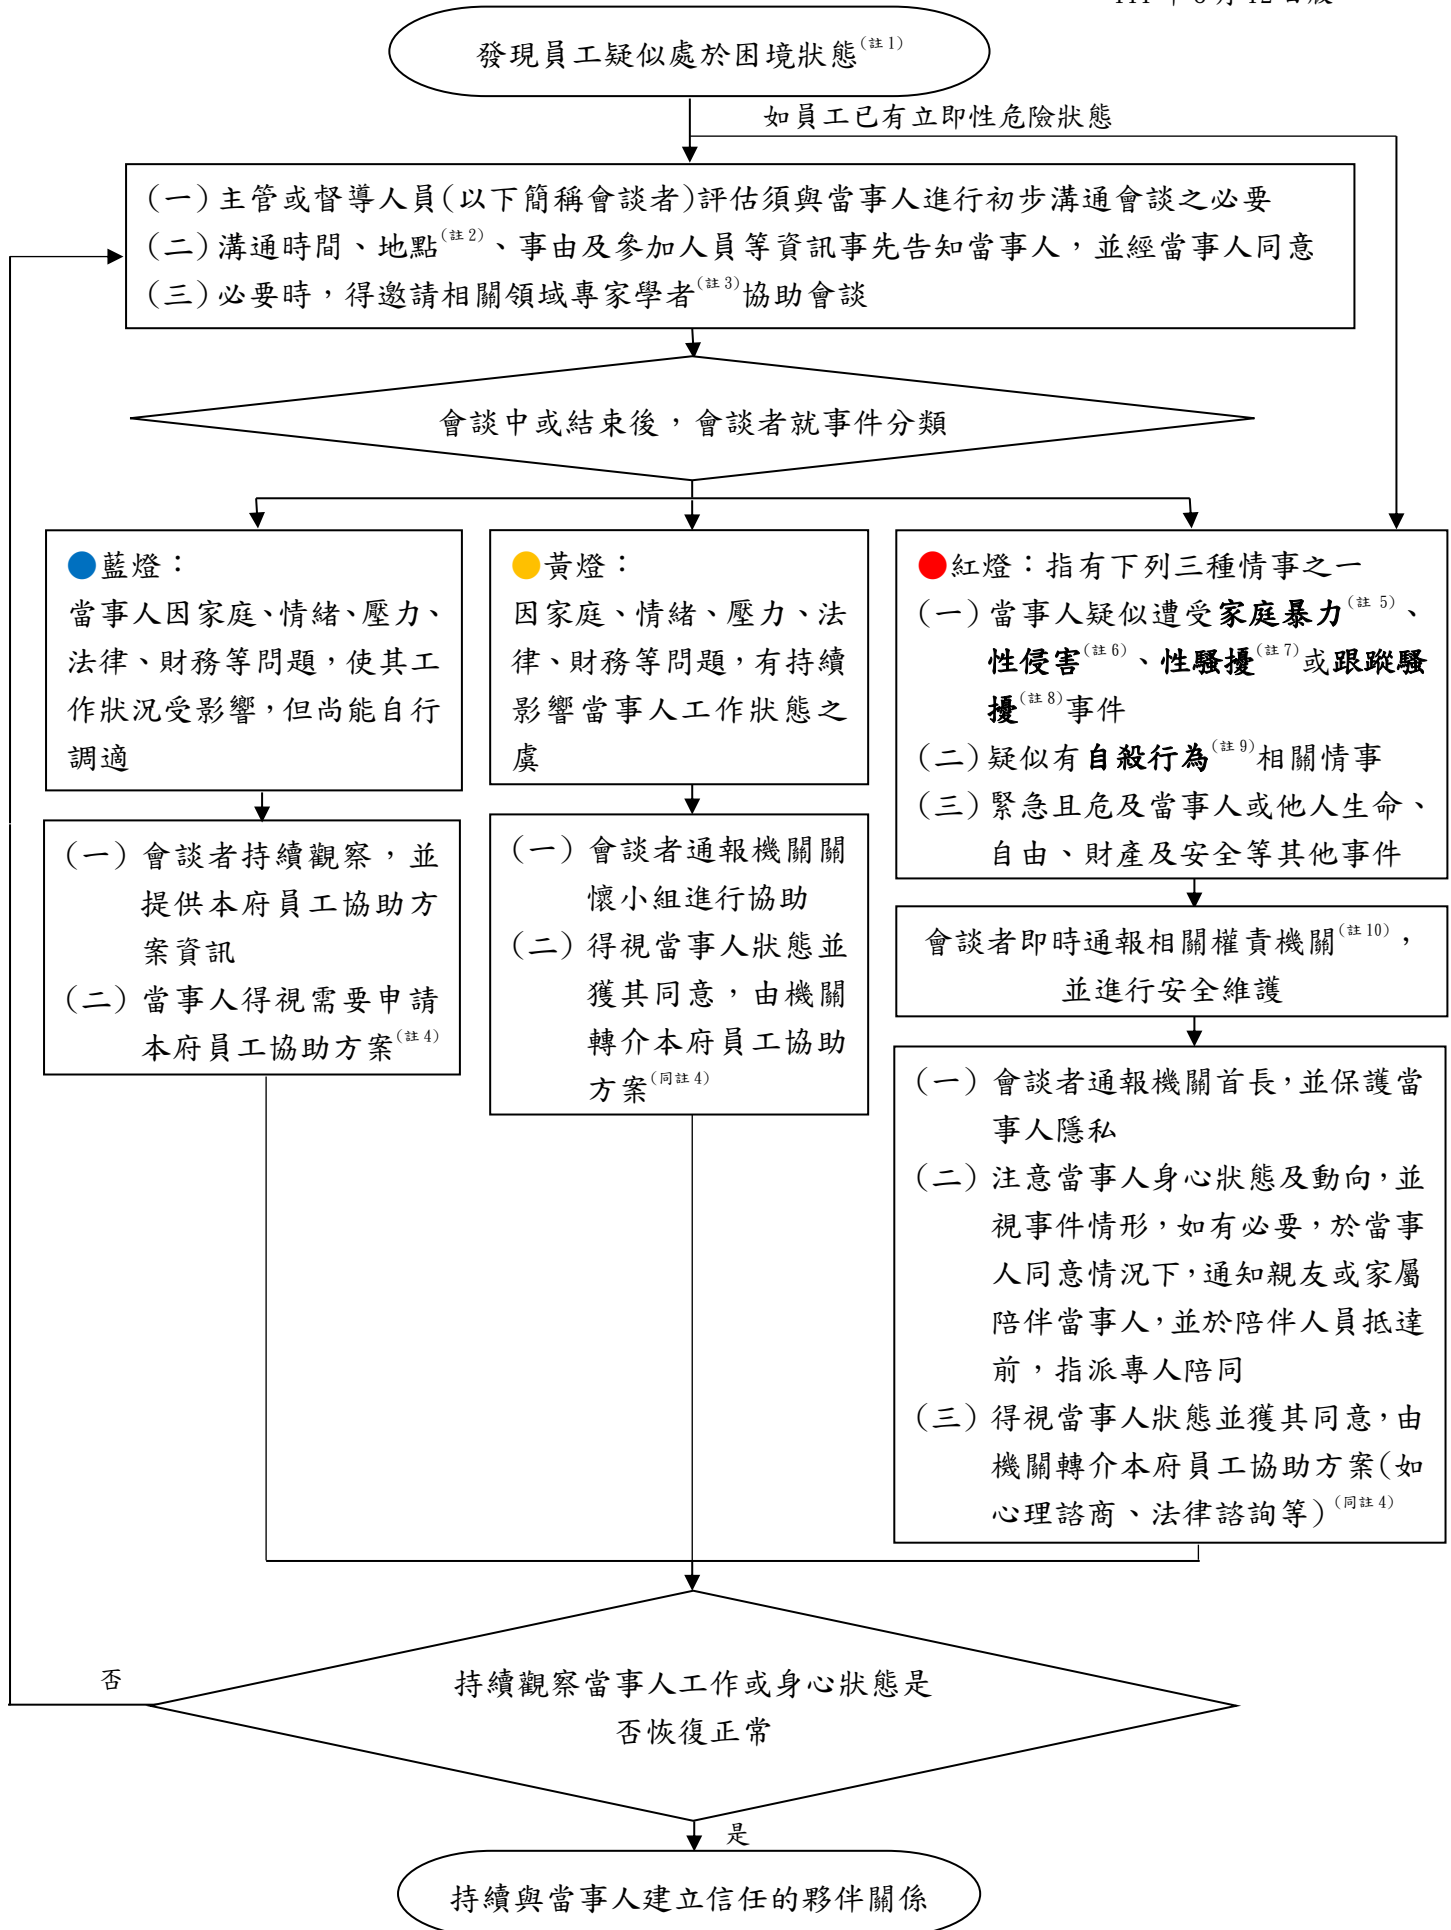 發現員工疑似處於困境狀態(註1)
如員工已有立即性危險狀態
(一)主管或督導人員(以下簡稱會談者)評估須與當事人進行初步溝通會談之必要
(二)溝通時間、地點(註2)、事由及參加人員等資訊事先告知當事人，並經當事人同意
(三)必要時，得邀請相關領域專家學者(註3)協助會談
會談中或結束後，會談者就事件分類
●藍燈：
當事人因家庭、情緒、壓力、
法律、財務等問題，使其工
作狀況受影響，但尚能自行
調適
(一)會談者持續觀察，並
提供本府員工協助方
案資訊
(二)當事人得視需要申請
本府員工協助方案(註4)
●黃燈：
因家庭、情緒、壓力、法
律、財務等問題，有持續
影響當事人工作狀態之
虞
(一)會談者通報機關關
懷小組進行協助
(二)得視當事人狀態並
獲其同意，由機關
轉介本府員工協助
方案(同註4)
●紅燈：指有下列三種情事之一
(一)當事人疑似遭受家庭暴力(註 5)、
性侵害(註6)、性騷擾(註7)或跟蹤騷
擾(註8)事件
(二)疑似有自殺行為(註9)相關情事
(三)緊急且危及當事人或他人生命、
自由、財產及安全等其他事件
會談者即時通報相關權責機關(註10)，
並進行安全維護
(一)會談者通報機關首長，並保護當
事人隱私
(二)注意當事人身心狀態及動向，並
視事件情形，如有必要，於當事
人同意情況下，通知親友或家屬
陪伴當事人，並於陪伴人員抵達
前，指派專人陪同
(三)得視當事人狀態並獲其同意，由
機關轉介本府員工協助方案(如
心理諮商、法律諮詢等)(同註4)
持續觀察當事人工作或身心狀態是
否恢復正常
否
是
持續與當事人建立信任的夥伴關係